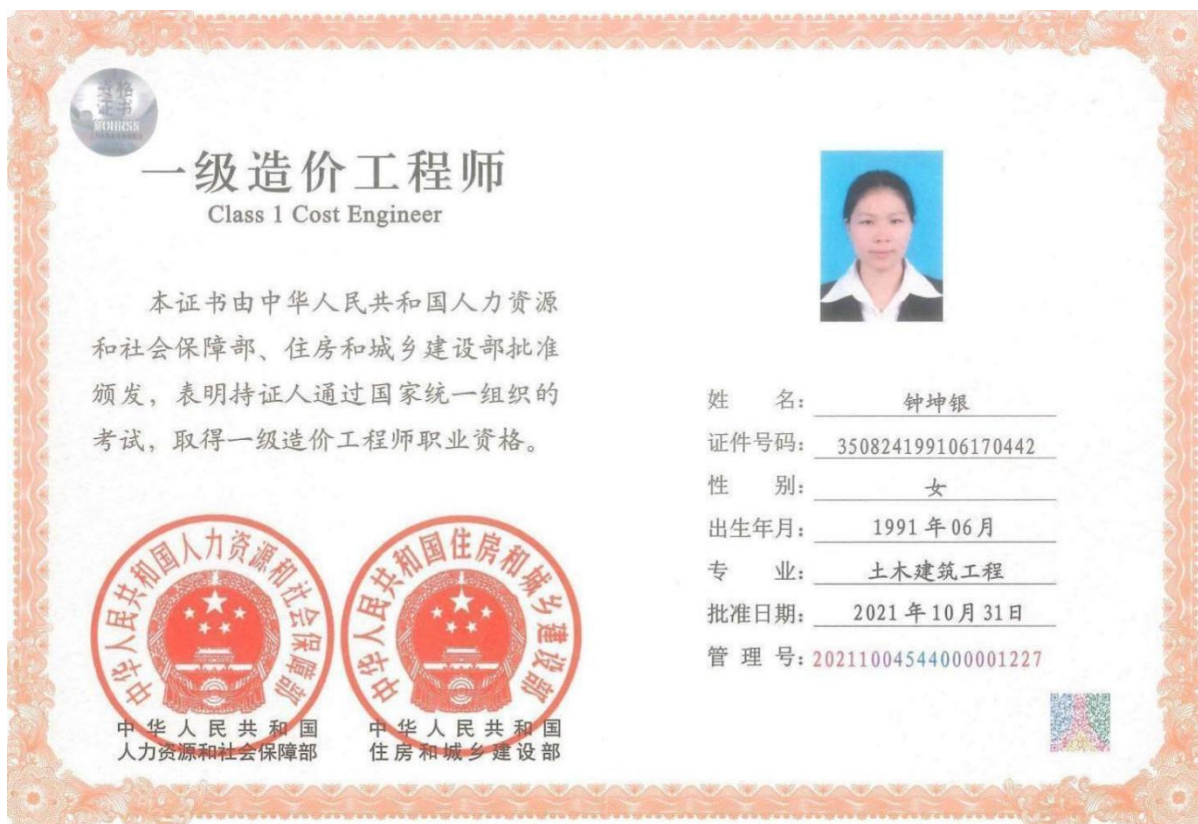 资格
证书
MOHRSS
一级造价工程师
Class 1 Cost Engineer
本证书由中华人民共和国人力资源
和社会保障部、住房和城乡建设部批准
颁发，表明持证人通过国家统一组织的
考试，取得一级造价工程师职业资格。
中华人民共和国人力资源和社会保障部
中华人民共和国住房和城乡建设部
中华人民共和国
人力资源和社会保障部
中华人民共和国
住房和城乡建设部
姓 名：钟坤银
证件号码：350824199106170442
性 别：女
出生年月：1991年06月
专 业：土木建筑工程
批准日期：2021年10月31日
管 理 号：20211004544000001227